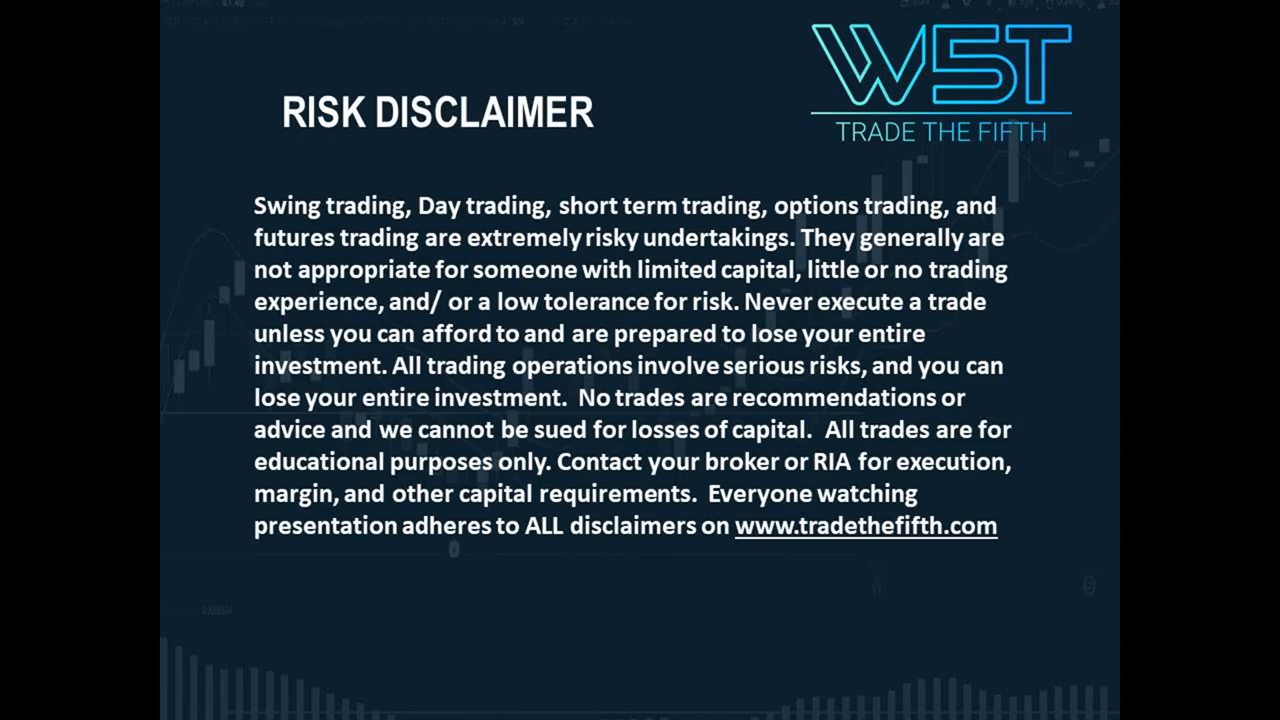 W5T
TRADE THE FIFTH
RISK DISCLAIMER
Swing trading, Day trading, short term trading, options trading, and
futures trading are extremely risky undertakings. They generally are
not appropriate for someone with limited capital, little or no trading
experience, and/ or a low tolerance for risk. Never execute a trade
unless you can afford to and are prepared to lose your entire
investment. All trading operations involve serious risks, and you can
lose your entire investment.  No trades are recommendations or
advice and we cannot be sued for losses of capital.  All trades are for
educational purposes only. Contact your broker or RIA for execution,
margin, and other capital requirements.  Everyone watching
presentation adheres to ALL disclaimers on www.tradethefifth.com